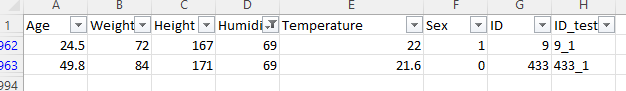 A B C D E F G H
1 Age Weight Height Humidi Temperature Sex ID ID_test
962 24.5 72 167 69 22 1 9 9_1
963 49.8 84 171 69 21.6 0 433 433_1
994